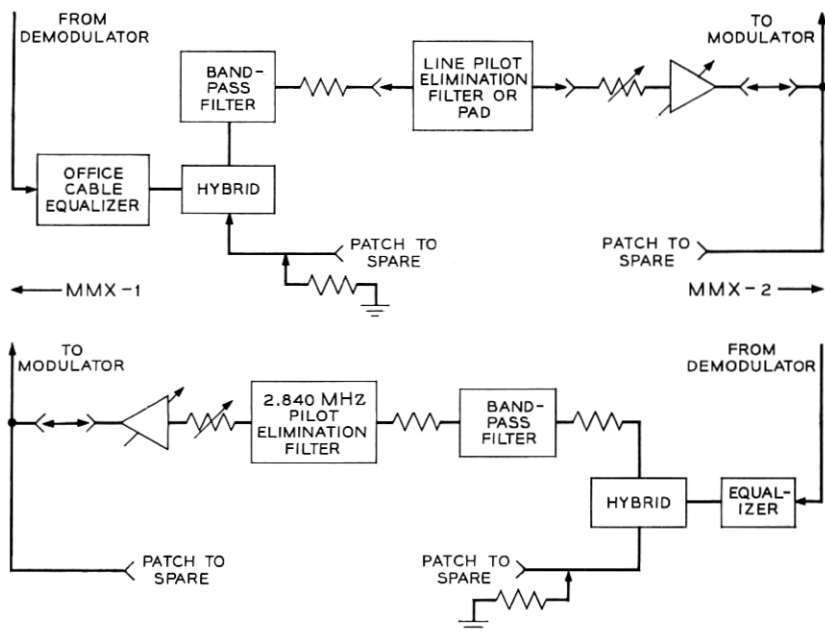 FROM
DEMODULATOR
TO
MODULATOR
BAND-
PASS
FILTER
LINE PILOT
ELIMINATION
FILTER OR
PAD
OFFICE
CABLE
EQUALIZER
HYBRID
PATCH TO
SPARE
PATCH TO
SPARE
MMX-1
MMX-2
TO
MODULATOR
FROM
DEMODULATOR
2.840 MHz
PILOT
ELIMINATION
FILTER
BAND-
PASS
FILTER
HYBRID
EQUAL-
IZER
PATCH TO
SPARE
PATCH TO
SPARE